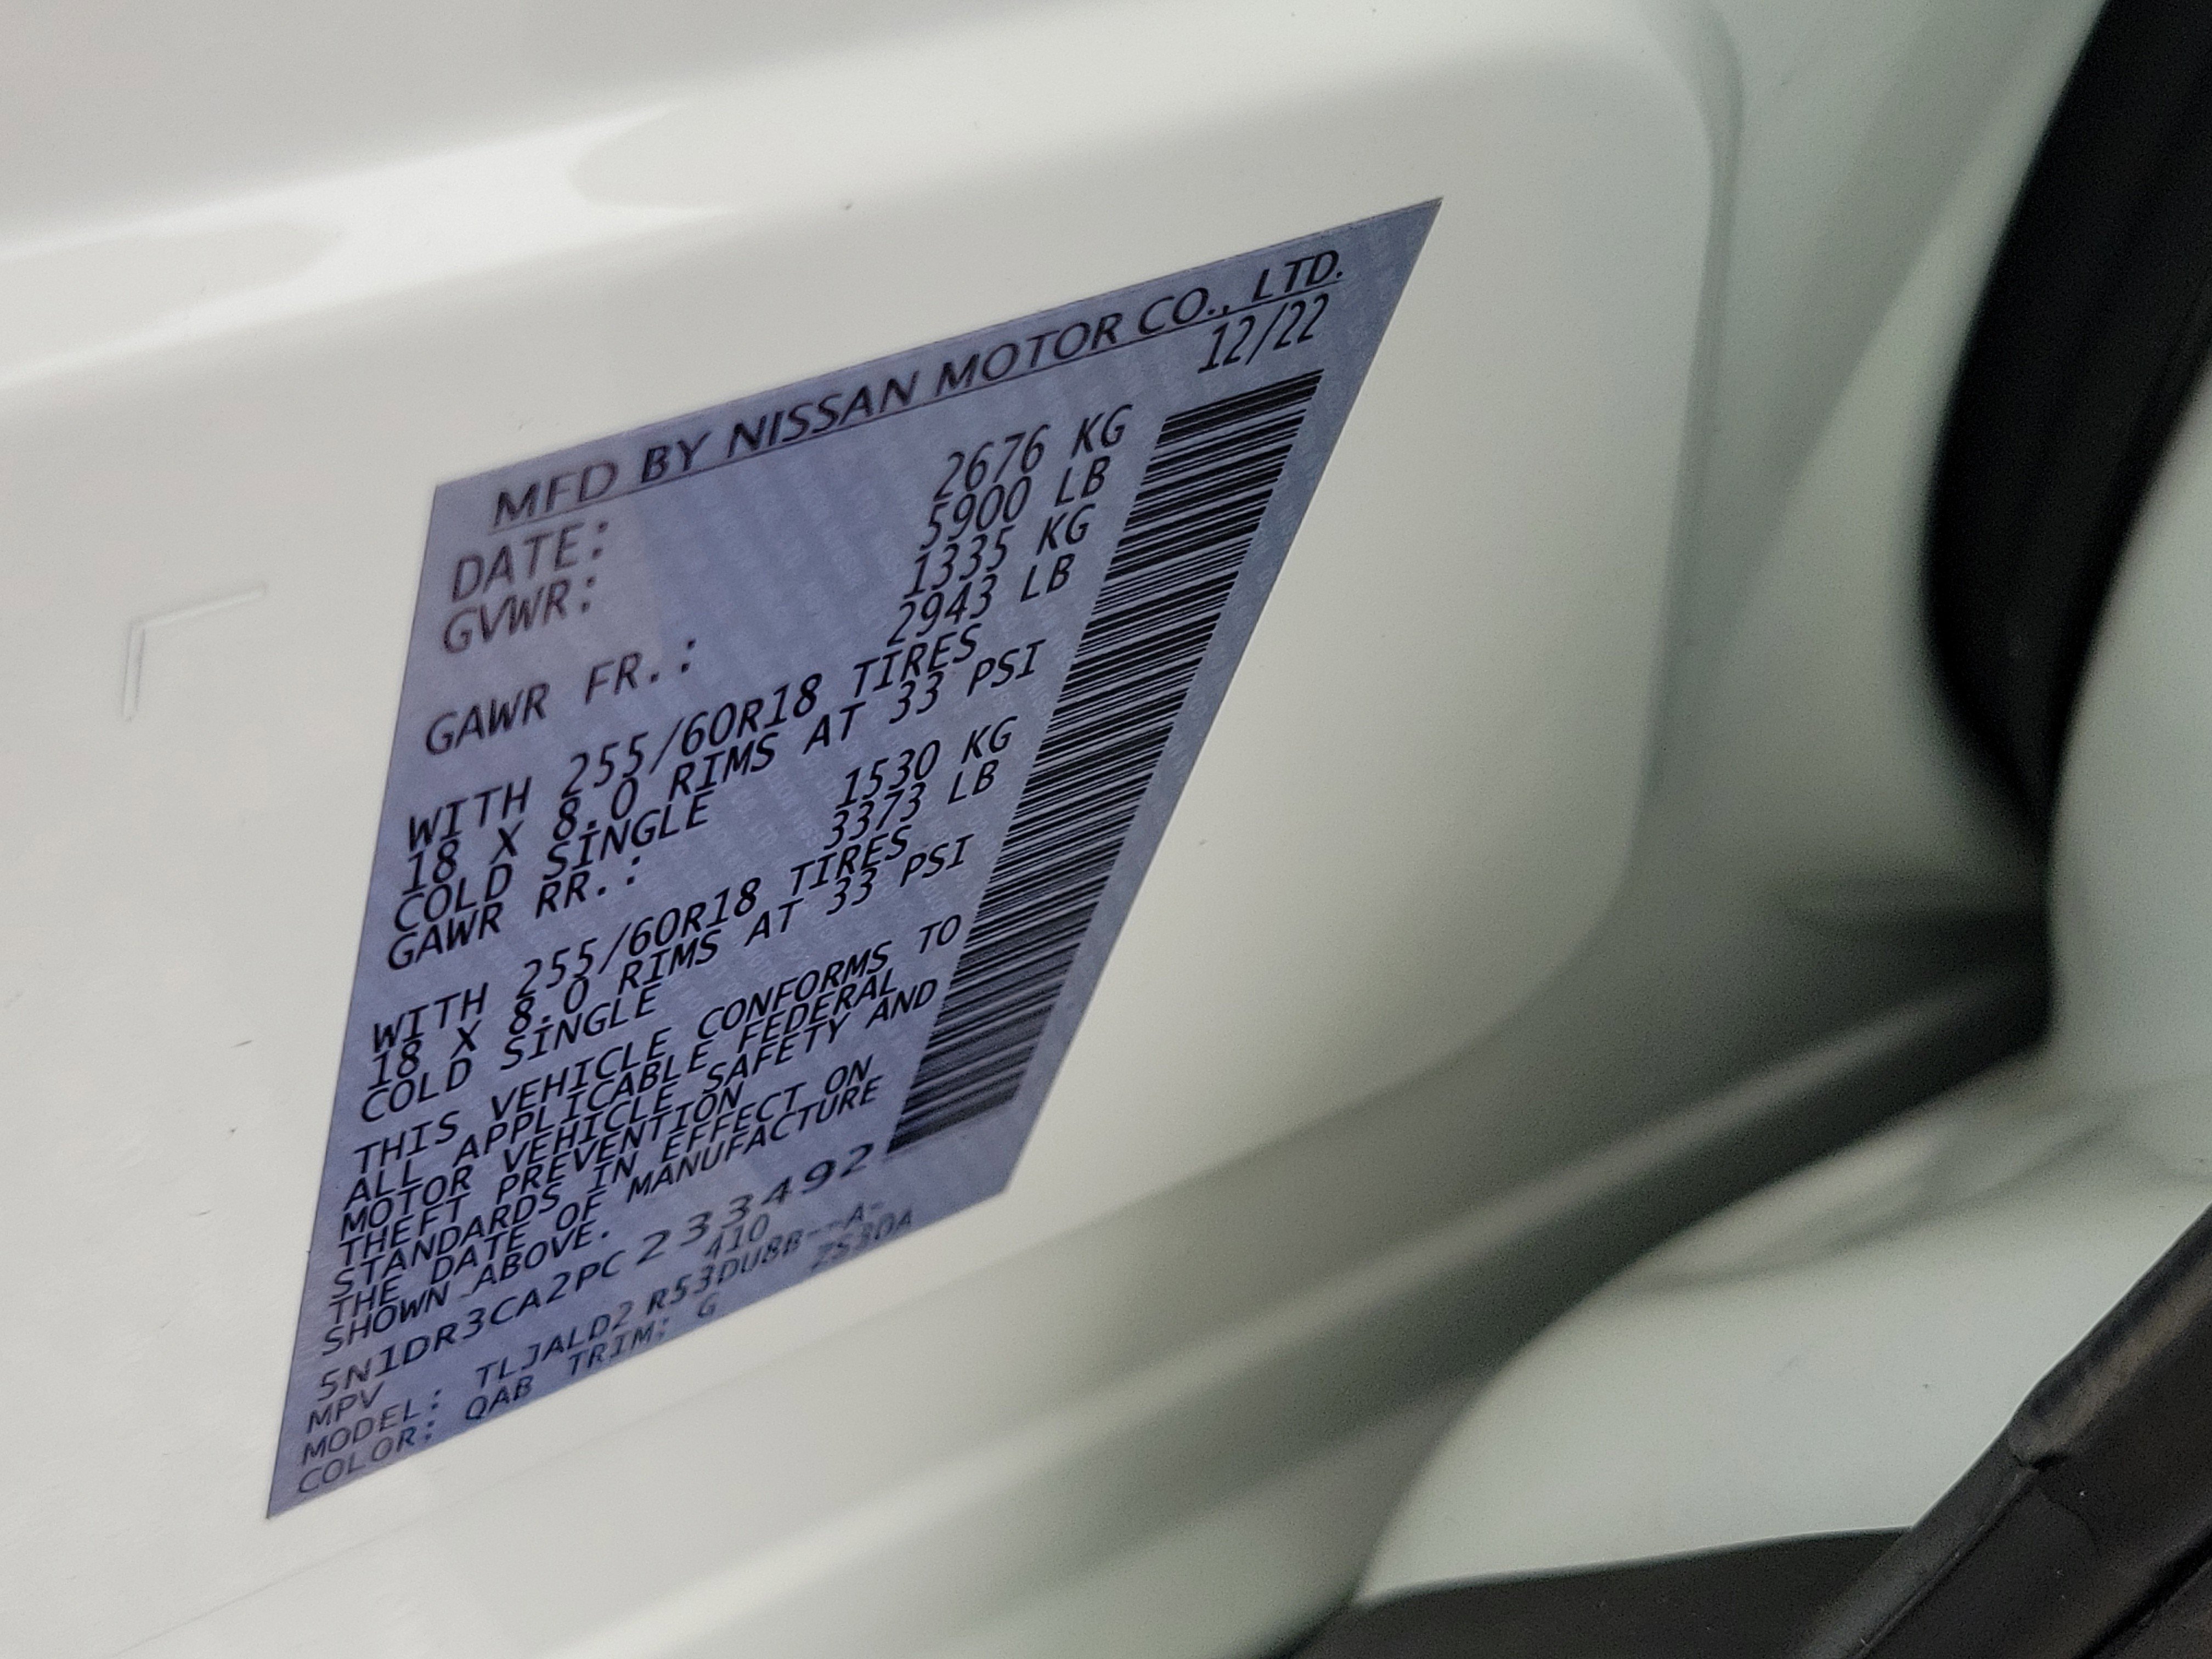 MFD BY NISSAN MOTOR CO., LTD.
DATE: 12/22
GVWR: 2676 KG
5900 LB
GAWR FR.: 1335 KG
2943 LB
WITH 255/60R18 TIRES
18 X 8.0 RIMS AT 33 PSI
COLD SINGLE
GAWR RR.: 1530 KG
3373 LB
WITH 255/60R18 TIRES
18 X 8.0 RIMS AT 33 PSI
COLD SINGLE
THIS VEHICLE CONFORMS TO
ALL APPLICABLE FEDERAL
MOTOR VEHICLE SAFETY AND
THEFT PREVENTION
STANDARDS IN EFFECT ON
THE DATE OF MANUFACTURE
SHOWN ABOVE.
5N1DR3CA2PC233492
MPV 410
MODEL: TLJALD2 R53DU8B--A-
COLOR: QAB TRIM: G